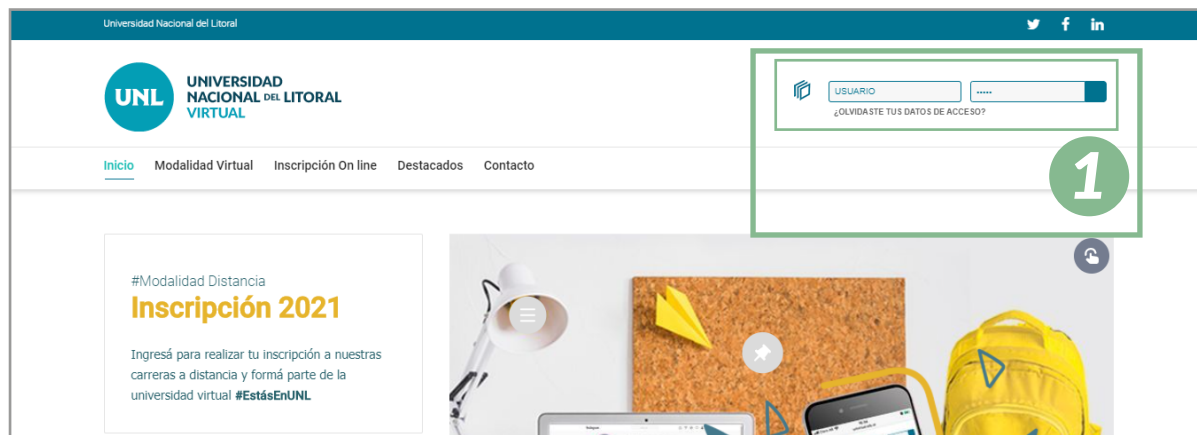 Universidad Nacional del Litoral
UNL
UNIVERSIDAD
NACIONAL DEL LITORAL
VIRTUAL
USUARIO
.....
¿OLVIDASTE TUS DATOS DE ACCESO?
Inicio Modalidad Virtual Inscripción On line Destacados Contacto
1
#Modalidad Distancia
Inscripción 2021
Ingresá para realizar tu inscripción a nuestras
carreras a distancia y formá parte de la
universidad virtual #EstásEnUNL